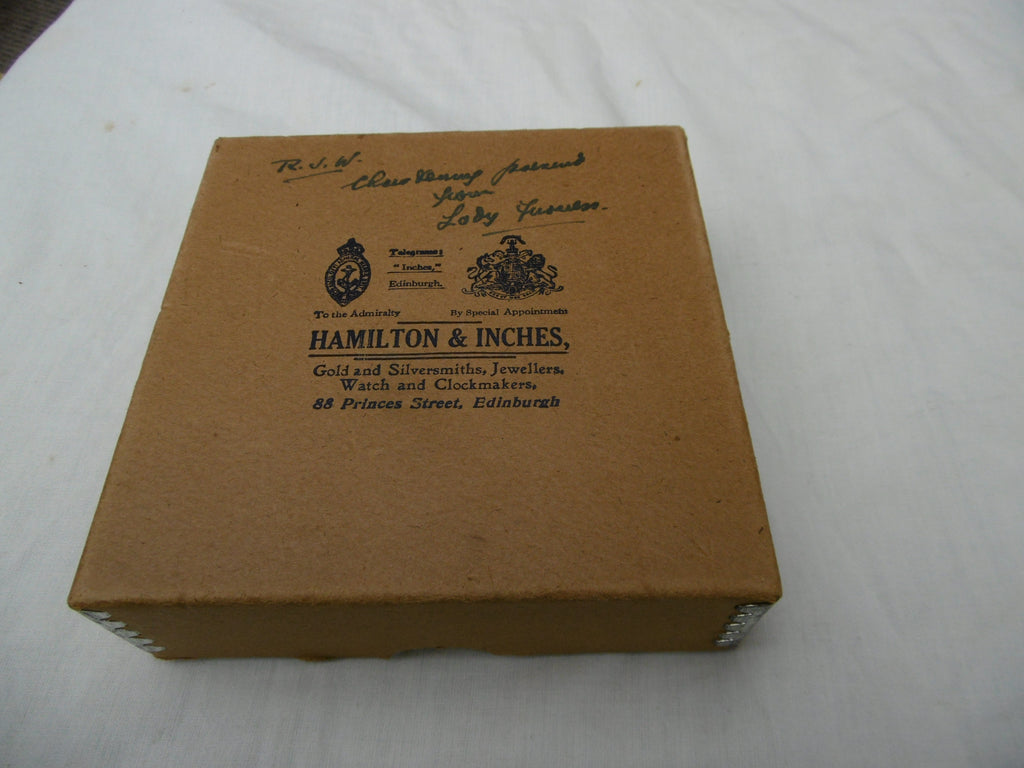 R.J.W.
Christening present
from
Lady
Telegrams:
"Inches,"
Edinburgh.
To the Admiralty
By Special Appointment
HAMILTON & INCHES,
Gold and Silversmiths, Jewellers,
Watch and Clockmakers,
88 Princes Street, Edinburgh